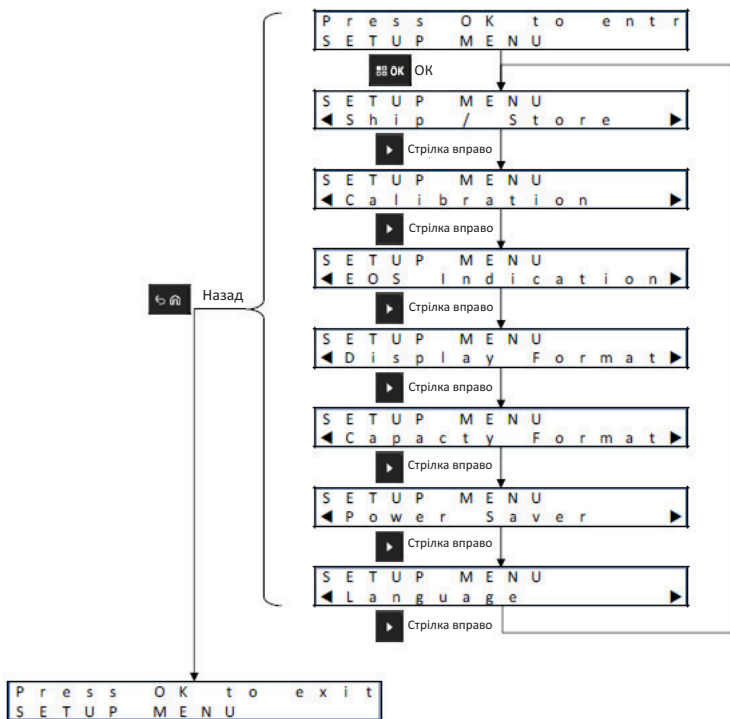 Press OK to entr
SETUP MENU
OK ОК
SETUP MENU
◀Ship / Store ▶
Стрілка вправо
SETUP MENU
◀Calibration ▶
Стрілка вправо
SETUP MENU
◀EOS Indication▶
Стрілка вправо
Назад
SETUP MENU
◀Display Format▶
Стрілка вправо
SETUP MENU
◀Capacty Format▶
Стрілка вправо
SETUP MENU
◀Power Saver ▶
Стрілка вправо
SETUP MENU
◀Language ▶
Стрілка вправо
Press OK to exit
SETUP MENU